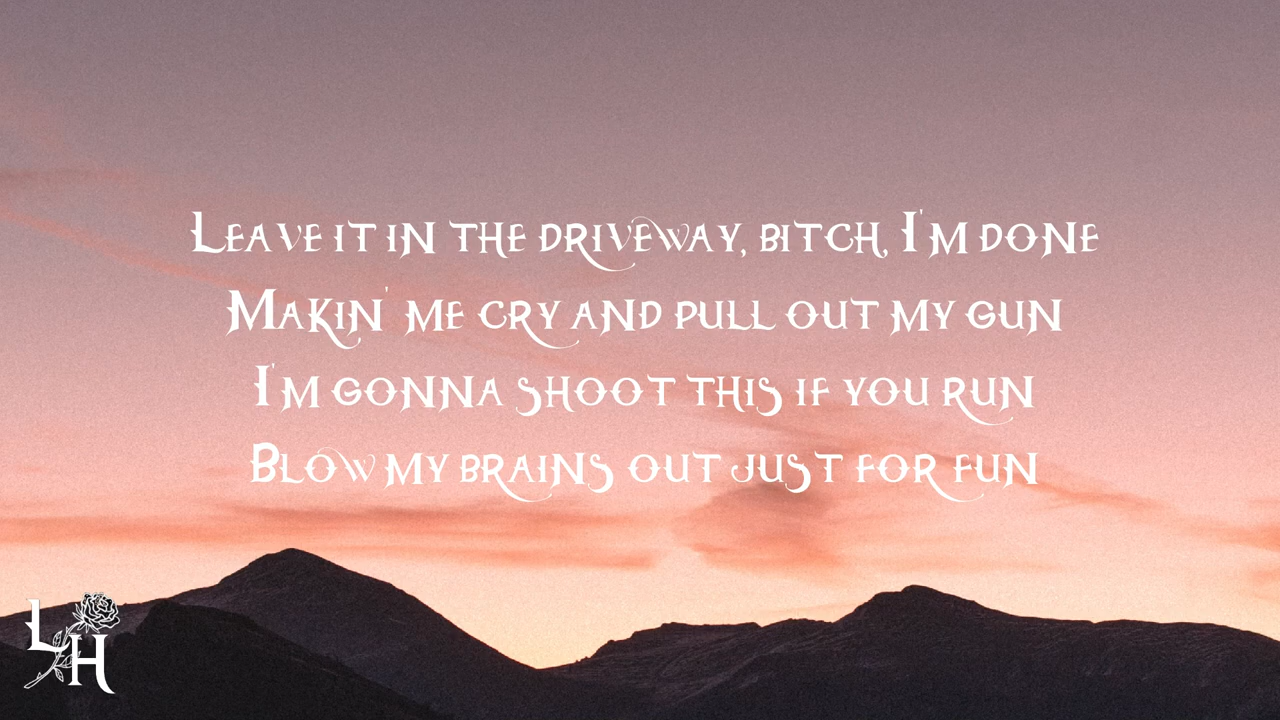 Leave it in the driveway, bitch, I'm done
Makin' me cry and pull out my gun
I'm gonna shoot this if you run
Blow my brains out just for fun
LH